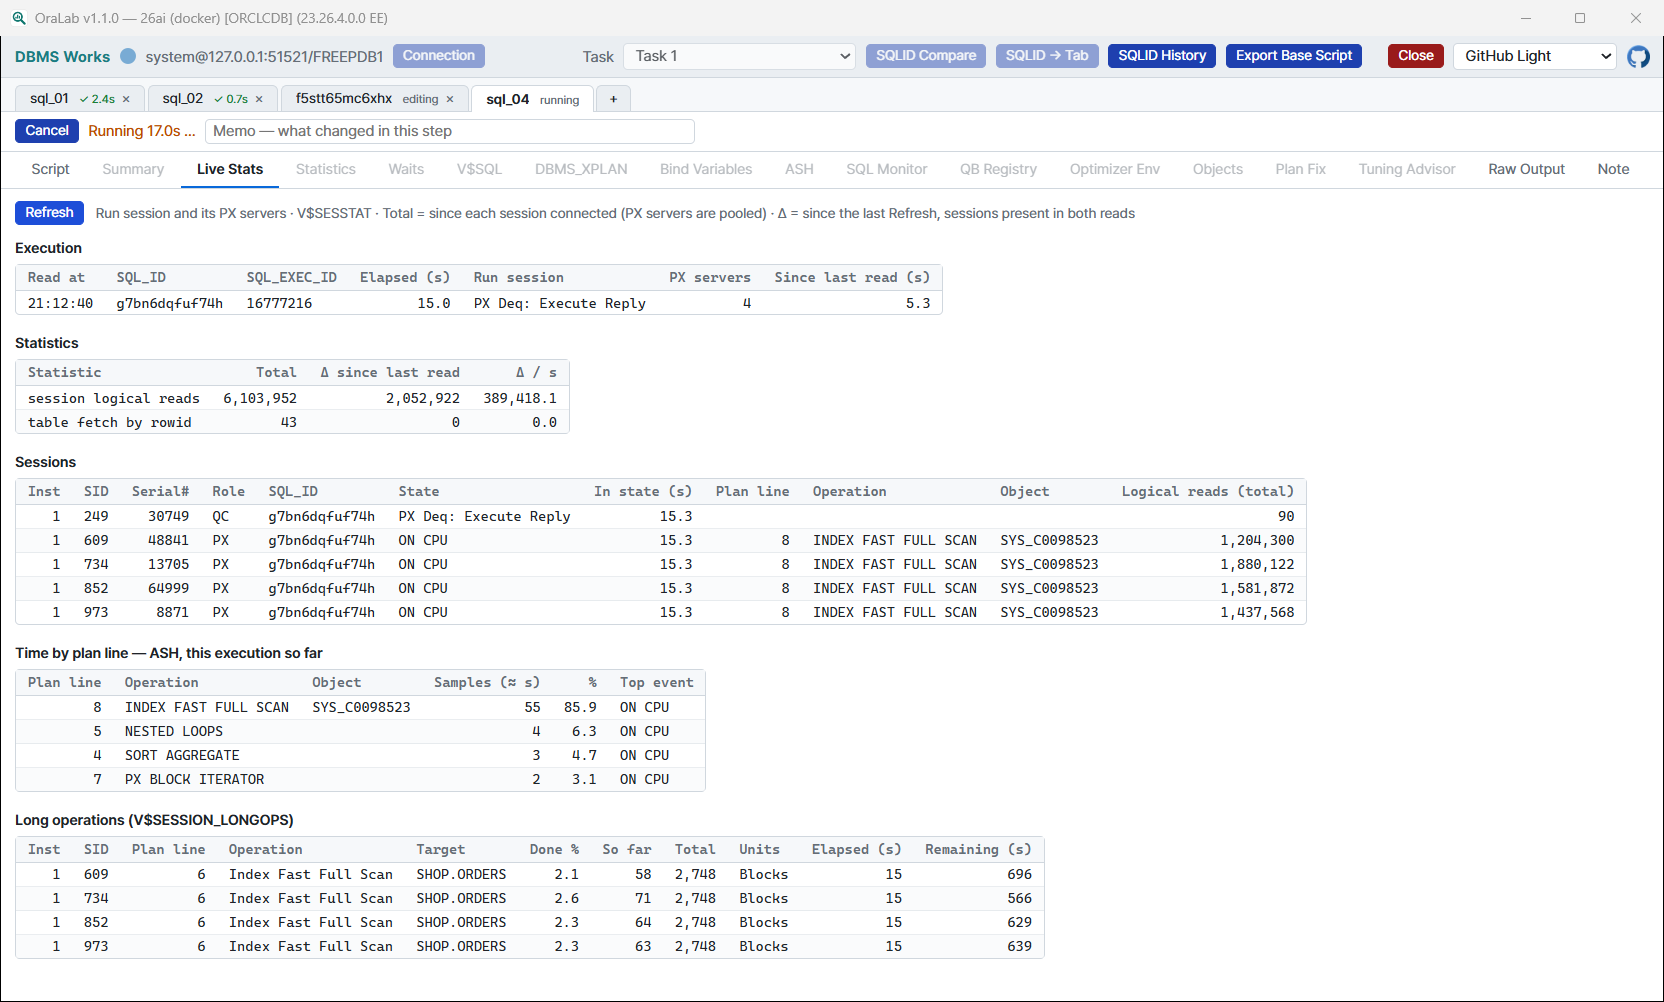 OraLab v1.1.0 — 26ai (docker) [ORCLCDB] (23.26.4.0.0 EE)
DBMS Works system@127.0.0.1:51521/FREEPDB1 Connection Task Task 1 SQLID Compare SQLID → Tab SQLID History Export Base Script Close GitHub Light
sql_01 ✓ 2.4s × sql_02 ✓ 0.7s × f5stt65mc6xhx editing × sql_04 running +
Cancel Running 17.0s ... Memo — what changed in this step
Script Summary Live Stats Statistics Waits V$SQL DBMS_XPLAN Bind Variables ASH SQL Monitor QB Registry Optimizer Env Objects Plan Fix Tuning Advisor Raw Output Note
Refresh Run session and its PX servers · V$SESSTAT · Total = since each session connected (PX servers are pooled) · Δ = since the last Refresh, sessions present in both reads
Execution
Read at SQL_ID SQL_EXEC_ID Elapsed (s) Run session PX servers Since last read (s)
21:12:40 g7bn6dqfuf74h 16777216 15.0 PX Deq: Execute Reply 4 5.3
Statistics
Statistic Total Δ since last read Δ / s
session logical reads 6,103,952 2,052,922 389,418.1
table fetch by rowid 43 0 0.0
Sessions
Inst SID Serial# Role SQL_ID State In state (s) Plan line Operation Object Logical reads (total)
1 249 30749 QC g7bn6dqfuf74h PX Deq: Execute Reply 15.3 90
1 609 48841 PX g7bn6dqfuf74h ON CPU 15.3 8 INDEX FAST FULL SCAN SYS_C0098523 1,204,300
1 734 13705 PX g7bn6dqfuf74h ON CPU 15.3 8 INDEX FAST FULL SCAN SYS_C0098523 1,880,122
1 852 64999 PX g7bn6dqfuf74h ON CPU 15.3 8 INDEX FAST FULL SCAN SYS_C0098523 1,581,872
1 973 8871 PX g7bn6dqfuf74h ON CPU 15.3 8 INDEX FAST FULL SCAN SYS_C0098523 1,437,568
Time by plan line — ASH, this execution so far
Plan line Operation Object Samples (≈ s) % Top event
8 INDEX FAST FULL SCAN SYS_C0098523 55 85.9 ON CPU
5 NESTED LOOPS 4 6.3 ON CPU
4 SORT AGGREGATE 3 4.7 ON CPU
7 PX BLOCK ITERATOR 2 3.1 ON CPU
Long operations (V$SESSION_LONGOPS)
Inst SID Plan line Operation Target Done % So far Total Units Elapsed (s) Remaining (s)
1 609 6 Index Fast Full Scan SHOP.ORDERS 2.1 58 2,748 Blocks 15 696
1 734 6 Index Fast Full Scan SHOP.ORDERS 2.6 71 2,748 Blocks 15 566
1 852 6 Index Fast Full Scan SHOP.ORDERS 2.3 64 2,748 Blocks 15 629
1 973 6 Index Fast Full Scan SHOP.ORDERS 2.3 63 2,748 Blocks 15 639